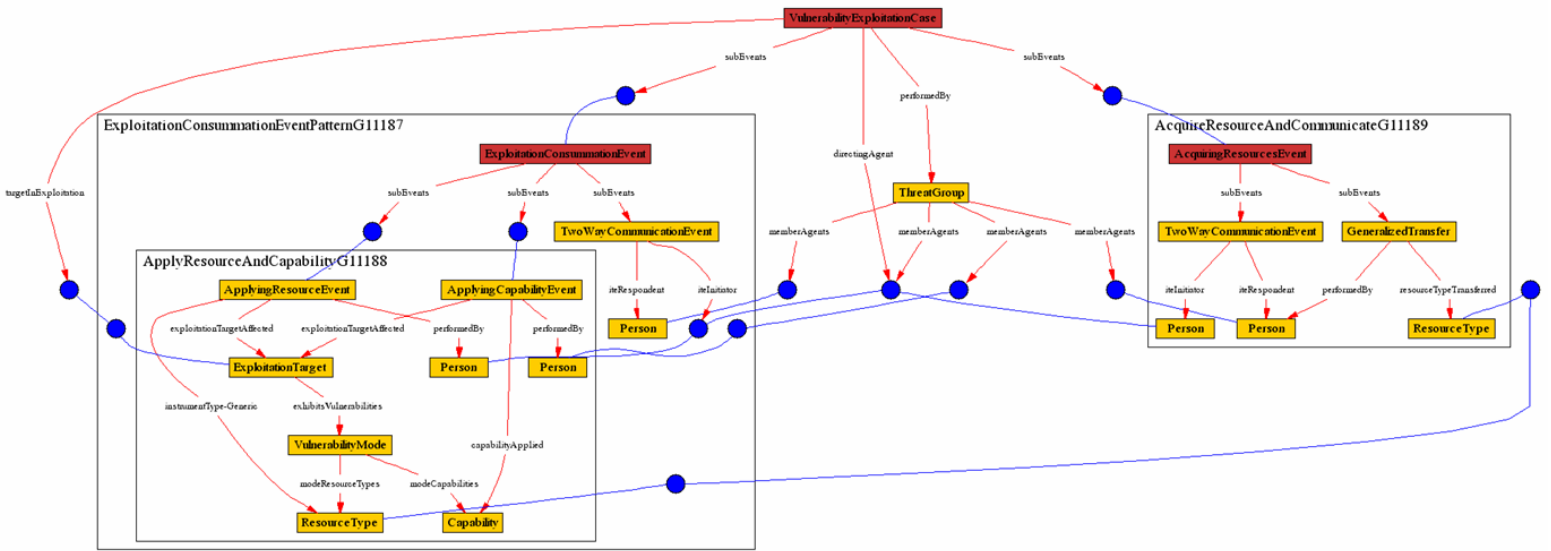 VulnerabilityExploitationCase
subEvents
subEvents
performedBy
ExploitationConsummationEventPatternG11187
AcquireResourceAndCommunicateG11189
ExploitationConsummationEvent
directingAgent
AcquiringResourcesEvent
targetInExploitation
subEvents
subEvents
subEvents
ThreatGroup
subEvents
subEvents
TwoWayCommunicationEvent
memberAgents
memberAgents
memberAgents
memberAgents
TwoWayCommunicationEvent
GeneralizedTransfer
ApplyResourceAndCapabilityG11188
ApplyingResourceEvent
ApplyingCapabilityEvent
iteRespondent
iteInitiator
iteInitiator
iteRespondent
performedBy
resourceTypeTransferred
exploitationTargetAffected
exploitationTargetAffected
performedBy
performedBy
Person
Person
Person
ResourceType
ExploitationTarget
Person
Person
instrumentType-Generic
exhibitsVulnerabilities
VulnerabilityMode
capabilityApplied
modeResourceTypes
modeCapabilities
ResourceType
Capability